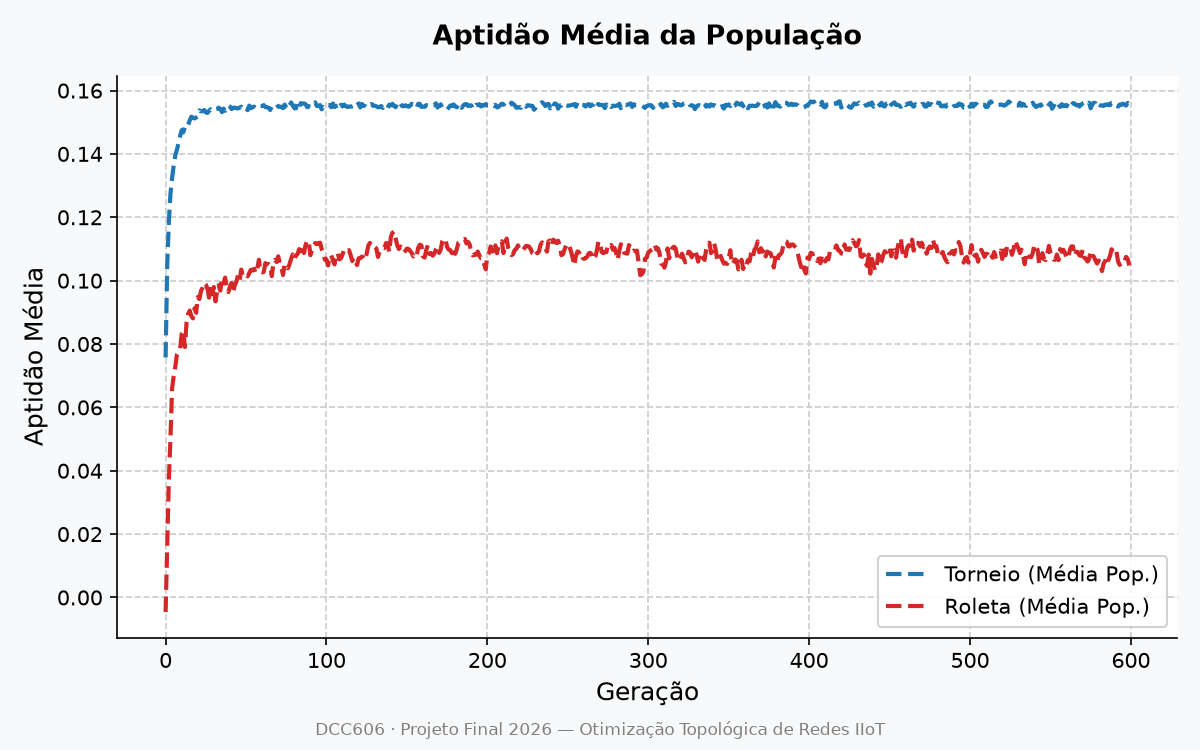 Aptidão Média da População
Aptidão Média
0.16
0.14
0.12
0.10
0.08
0.06
0.04
0.02
0.00
Torneio (Média Pop.)
Roleta (Média Pop.)
0 100 200 300 400 500 600
Geração
DCC606 · Projeto Final 2026 — Otimização Topológica de Redes IIoT